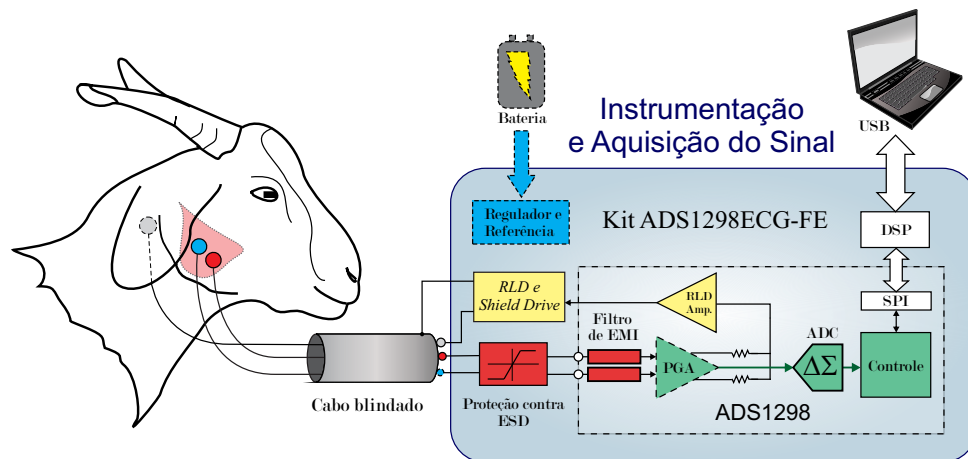 Bateria
Instrumentação
e Aquisição do Sinal
USB
Regulador e
Referência
Kit ADS1298ECG-FE
DSP
SPI
RLD e
Shield Drive
RLD
Amp.
Filtro
de EMI
ADC
PGA
ΔΣ
Controle
ADS1298
Cabo blindado
Proteção contra
ESD